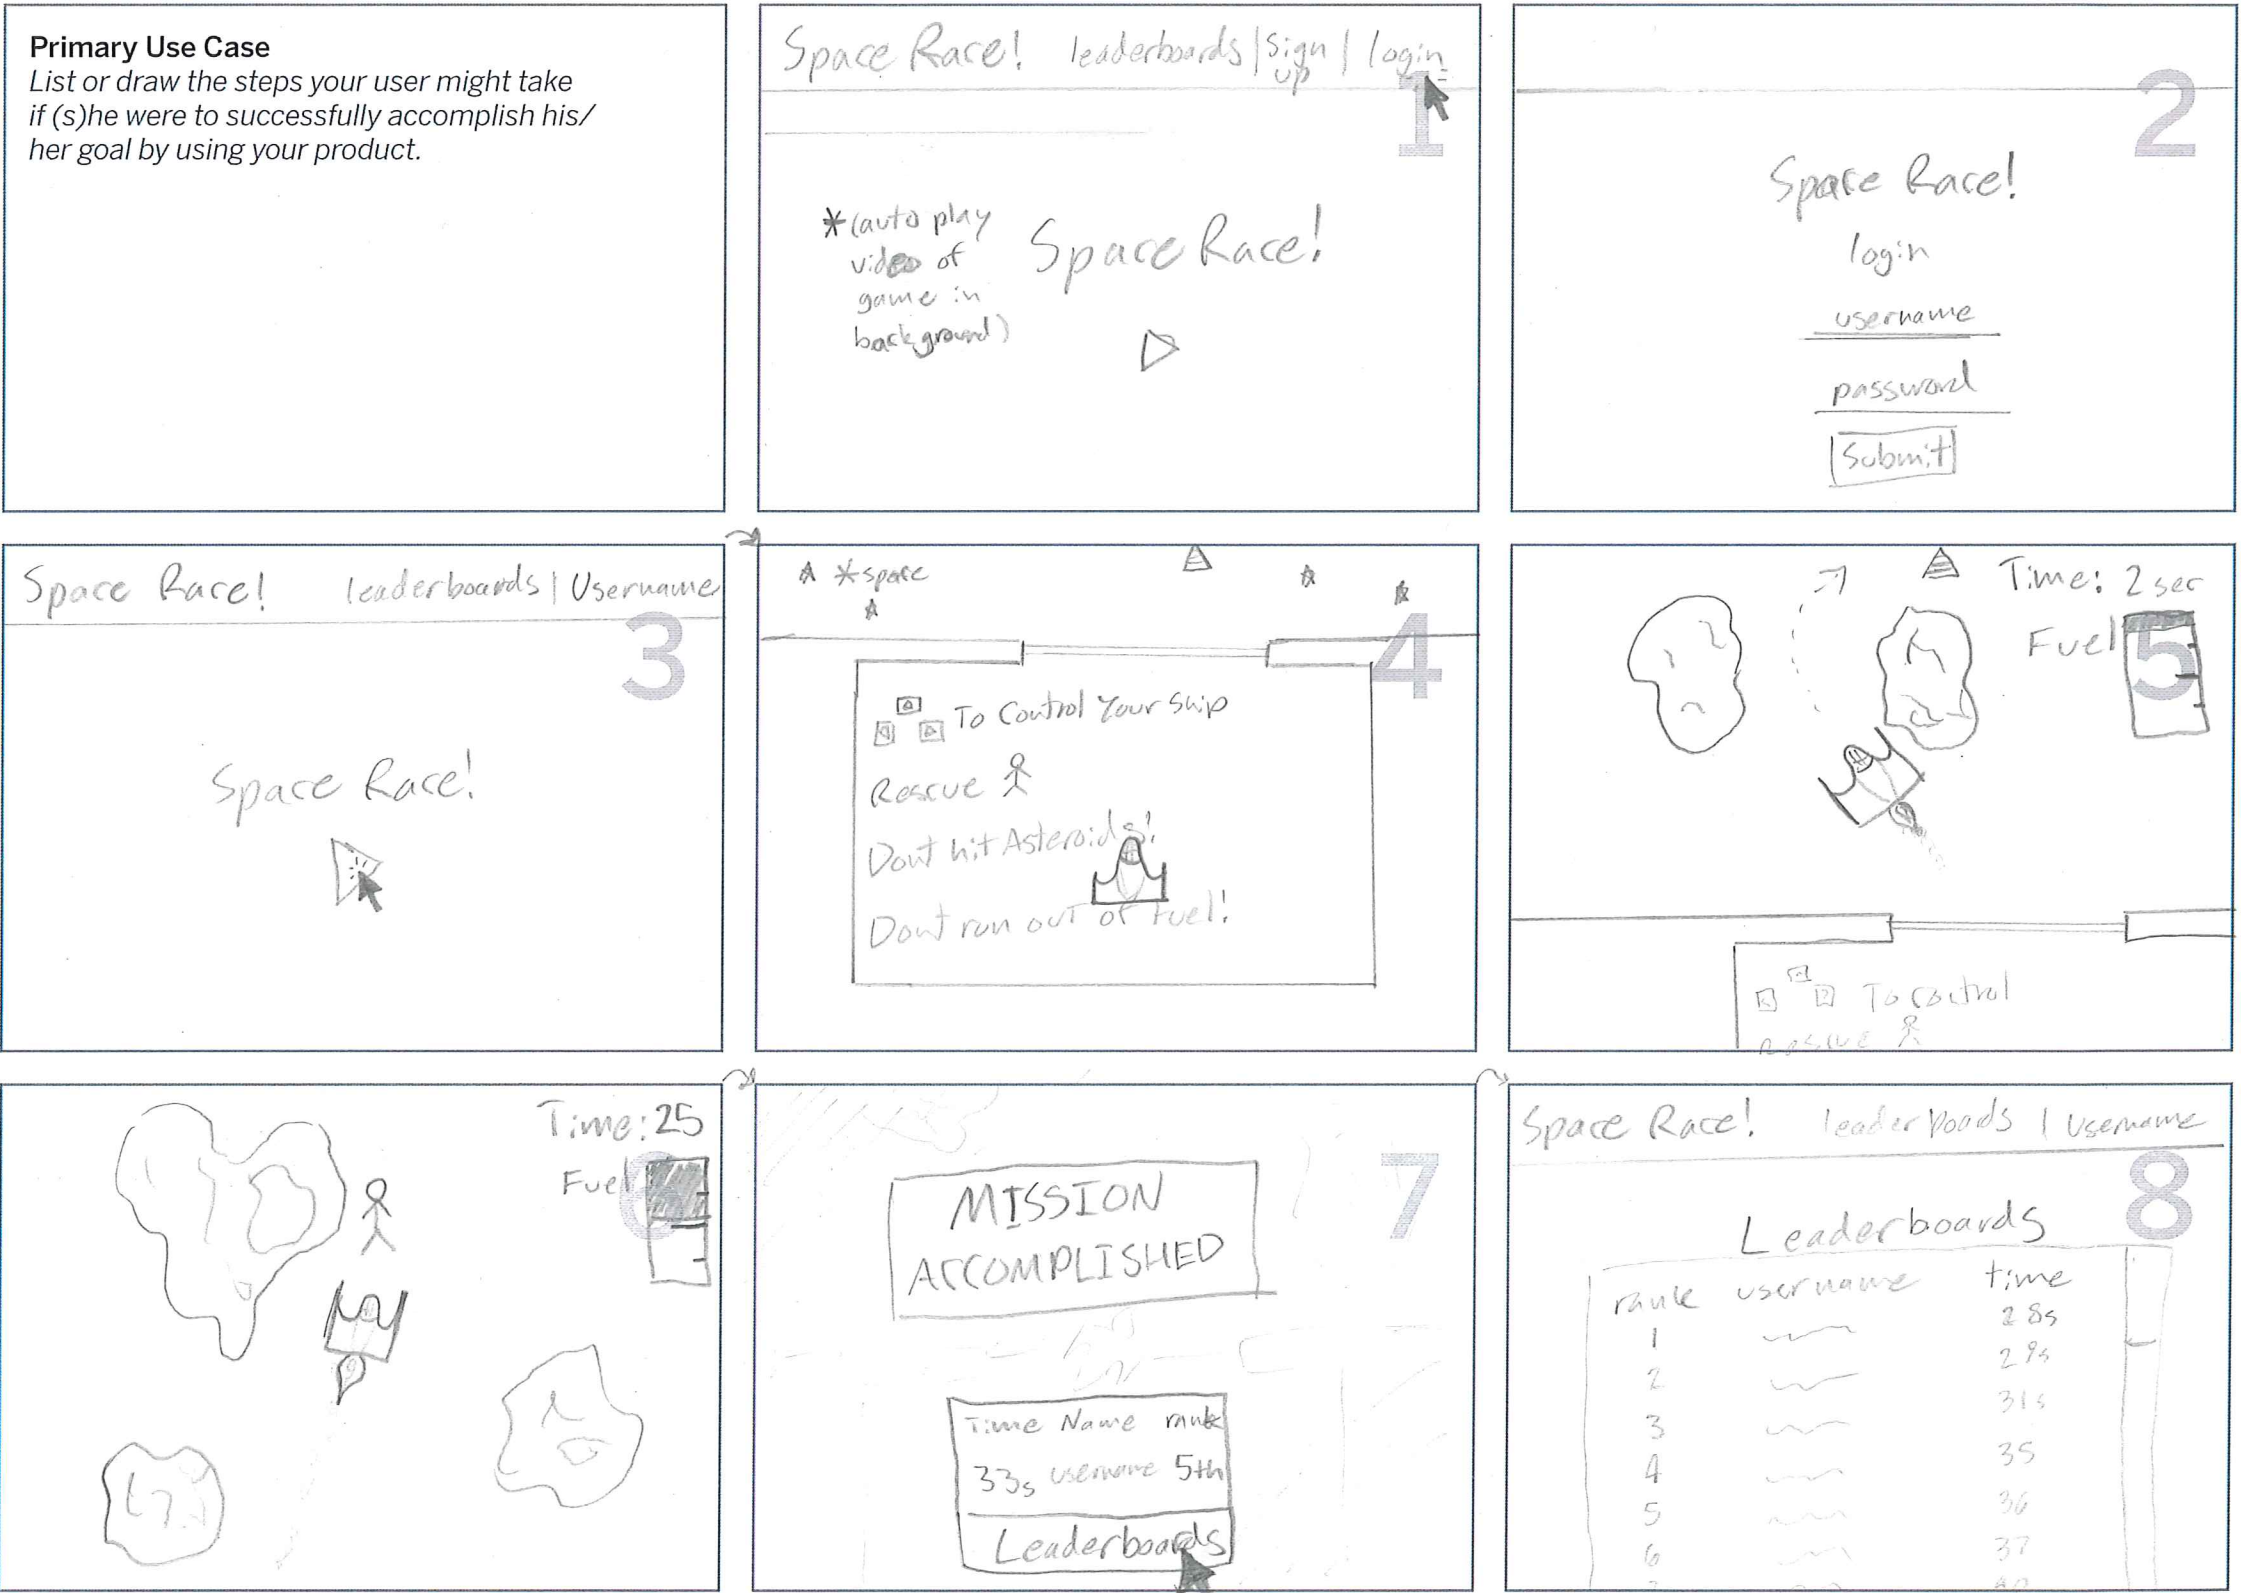 Primary Use Case
List or draw the steps your user might take
if (s)he were to successfully accomplish his/
her goal by using your product.
Space Race! leaderboards | Sign up | login
1
*(auto play
video of
game in
background)
Space Race!
2
Space Race!
login
username
password
Submit
Space Race! leaderboards | Username
3
Space Race!
*space
4
To Control Your Ship
Rescue
Dont hit Asteroids!
Dont run out of fuel!
Time: 2 sec
Fuel
5
To Control
Rescue
Time: 25
Fuel
6
7
MISSION
ACCOMPLISHED
Time Name rank
33s username 5th
Leaderboards
Space Race! leaderboads | Username
8
Leaderboards
rank username time
1 28s
2 29s
3 31s
4 35
5 36
6 37